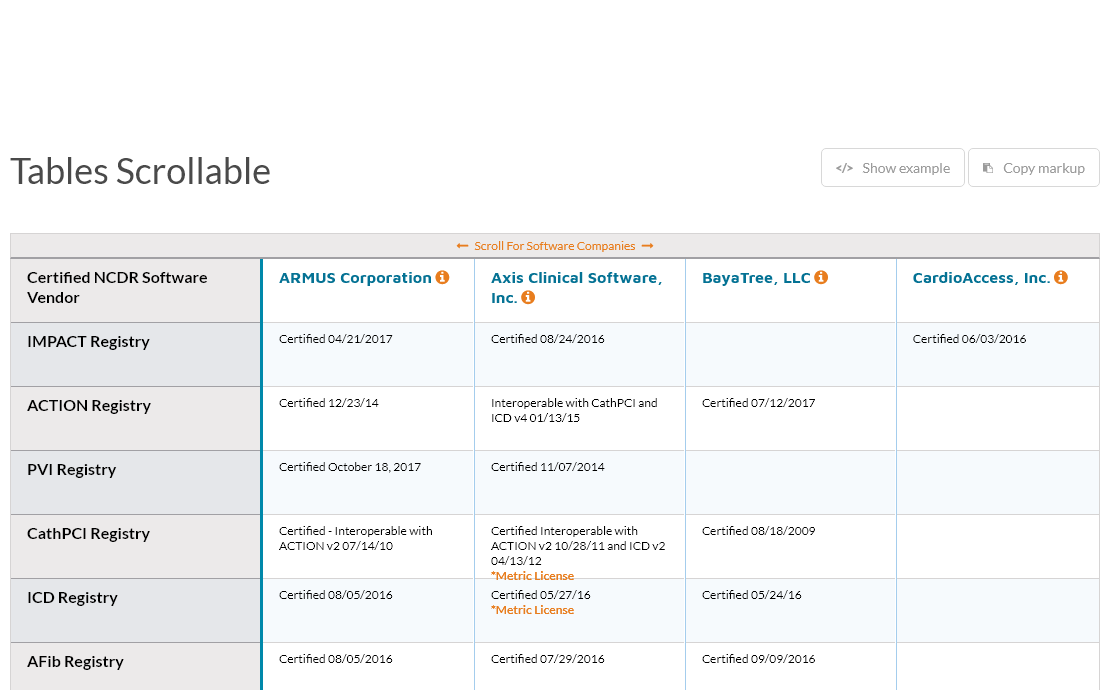 Tables Scrollable
</> Show example
Copy markup
← Scroll For Software Companies →
Certified NCDR Software
Vendor
ARMUS Corporation
Axis Clinical Software,
Inc.
BayaTree, LLC
CardioAccess, Inc.
IMPACT Registry
Certified 04/21/2017
Certified 08/24/2016
Certified 06/03/2016
ACTION Registry
Certified 12/23/14
Interoperable with CathPCI and
ICD v4 01/13/15
Certified 07/12/2017
PVI Registry
Certified October 18, 2017
Certified 11/07/2014
CathPCI Registry
Certified - Interoperable with
ACTION v2 07/14/10
Certified Interoperable with
ACTION v2 10/28/11 and ICD v2
04/13/12
*Metric License
Certified 08/18/2009
ICD Registry
Certified 08/05/2016
Certified 05/27/16
*Metric License
Certified 05/24/16
AFib Registry
Certified 08/05/2016
Certified 07/29/2016
Certified 09/09/2016